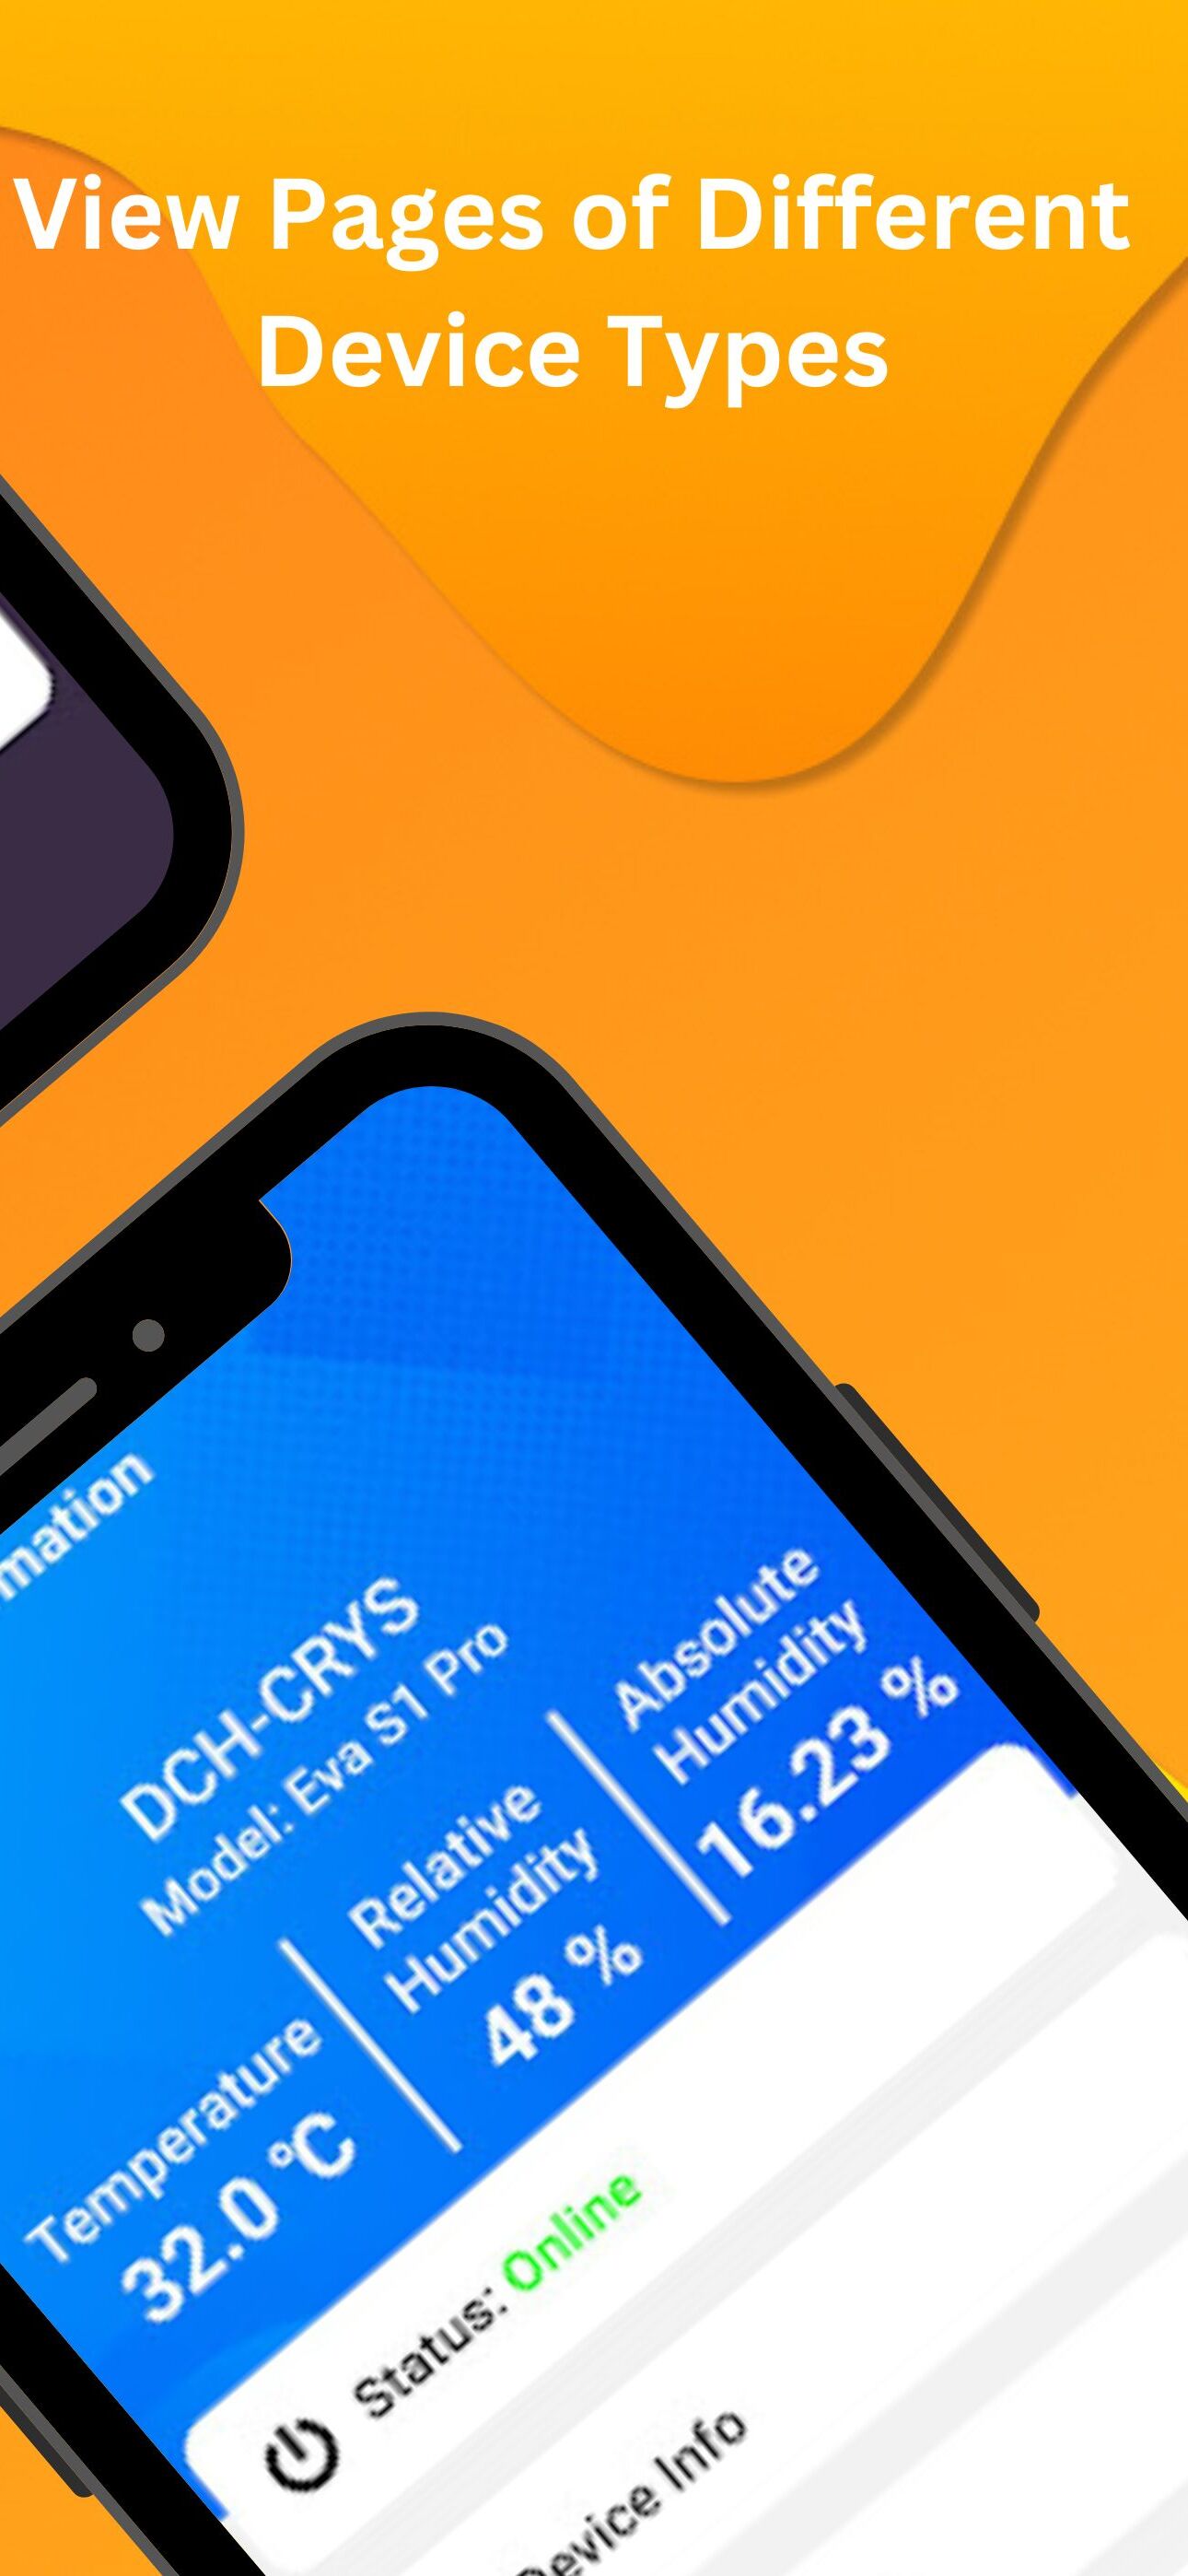 View Pages of Different
Device Types
mation
DCH-CRYS
Model: Eva S1 Pro
Temperature
32.0 °C
Relative
Humidity
48 %
Absolute
Humidity
16.23 %
Status: Online
Device Info